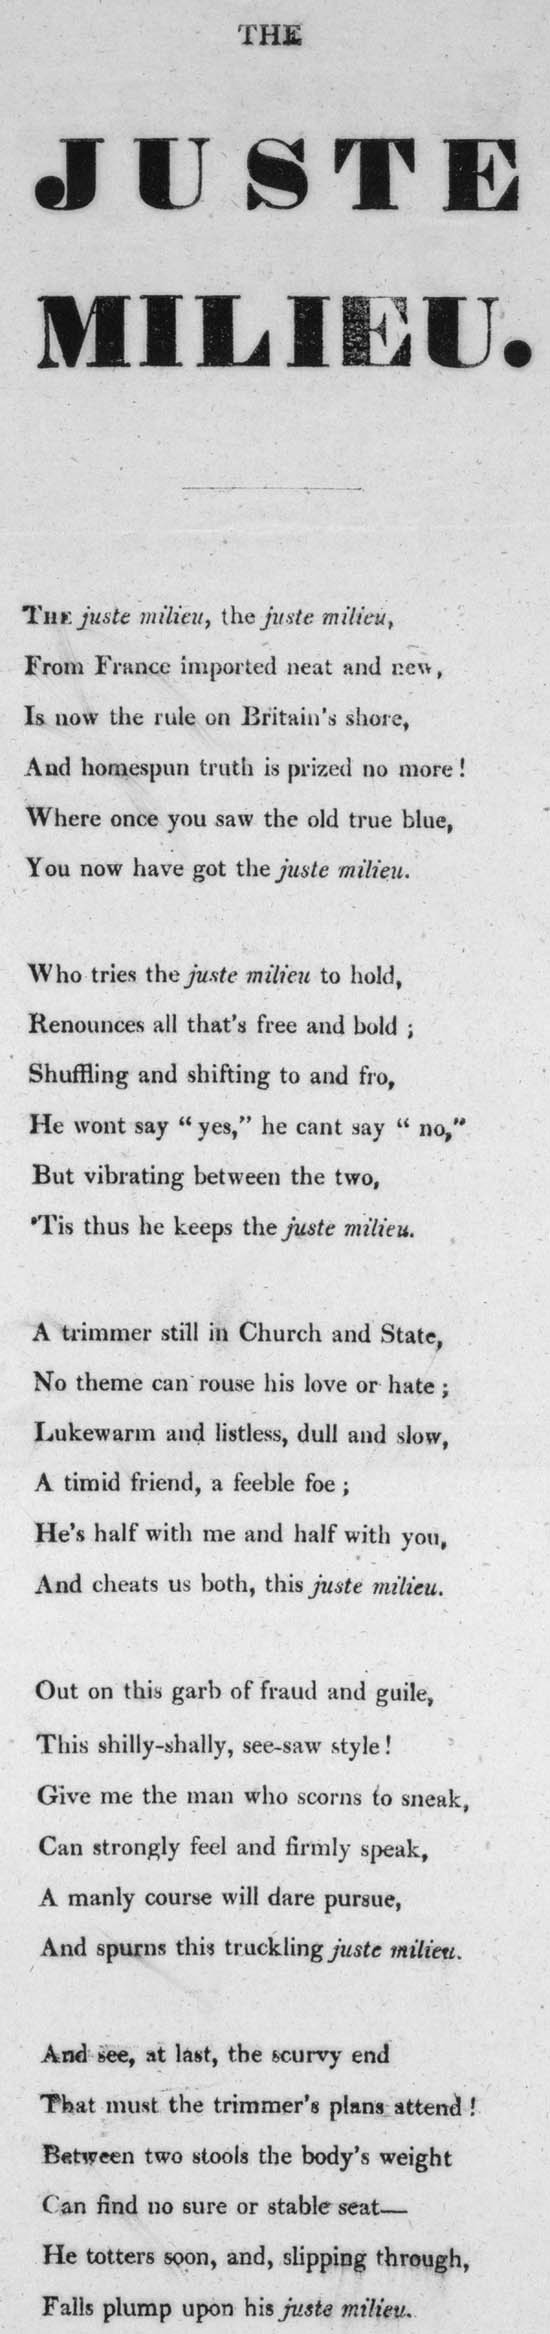 THE
JUSTE
MILIEU.
THE juste milieu, the juste milieu,
From France imported neat and new,
Is now the rule on Britain's shore,
And homespun truth is prized no more!
Where once you saw the old true blue,
You now have got the juste milieu.
Who tries the juste milieu to hold,
Renounces all that's free and bold;
Shuffling and shifting to and fro,
He wont say "yes," he cant say "no,"
But vibrating between the two,
'Tis thus he keeps the juste milieu.
A trimmer still in Church and State,
No theme can rouse his love or hate;
Lukewarm and listless, dull and slow,
A timid friend, a feeble foe;
He's half with me and half with you,
And cheats us both, this juste milieu.
Out on this garb of fraud and guile,
This shilly-shally, see-saw style!
Give me the man who scorns to sneak,
Can strongly feel and firmly speak,
A manly course will dare pursue,
And spurns this truckling juste milieu.
And see, at last, the scurvy end
That must the trimmer's plans attend!
Between two stools the body's weight
Can find no sure or stable seat—
He totters soon, and, slipping through,
Falls plump upon his juste milieu.